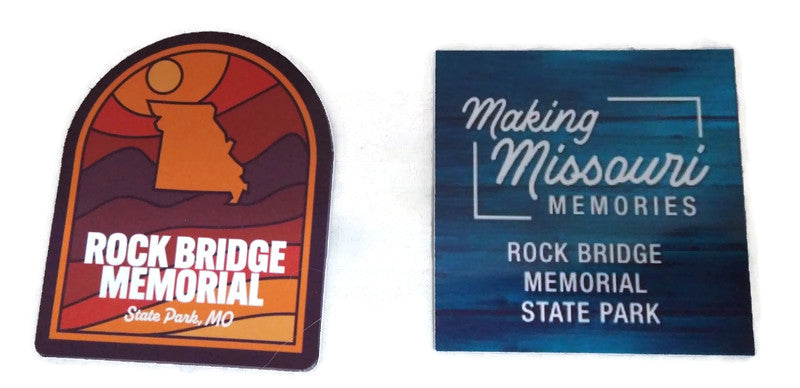 ROCK BRIDGE
MEMORIAL
State Park, MO
Making
Missouri
MEMORIES
ROCK BRIDGE
MEMORIAL
STATE PARK